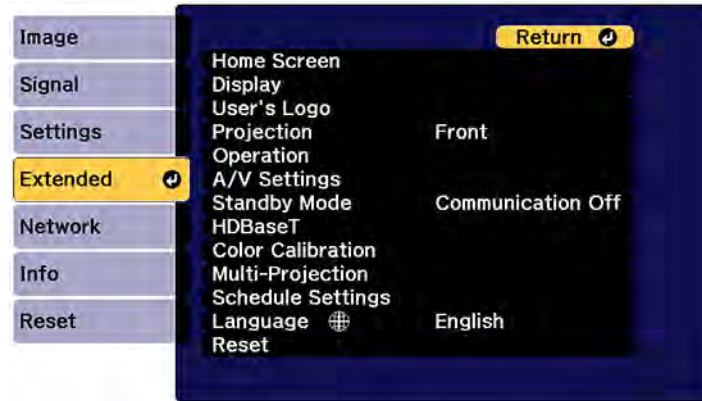 Image
Signal
Settings
Extended
Network
Info
Reset
Return
Home Screen
Display
User's Logo
Projection Front
Operation
A/V Settings
Standby Mode Communication Off
HDBaseT
Color Calibration
Multi-Projection
Schedule Settings
Language English
Reset